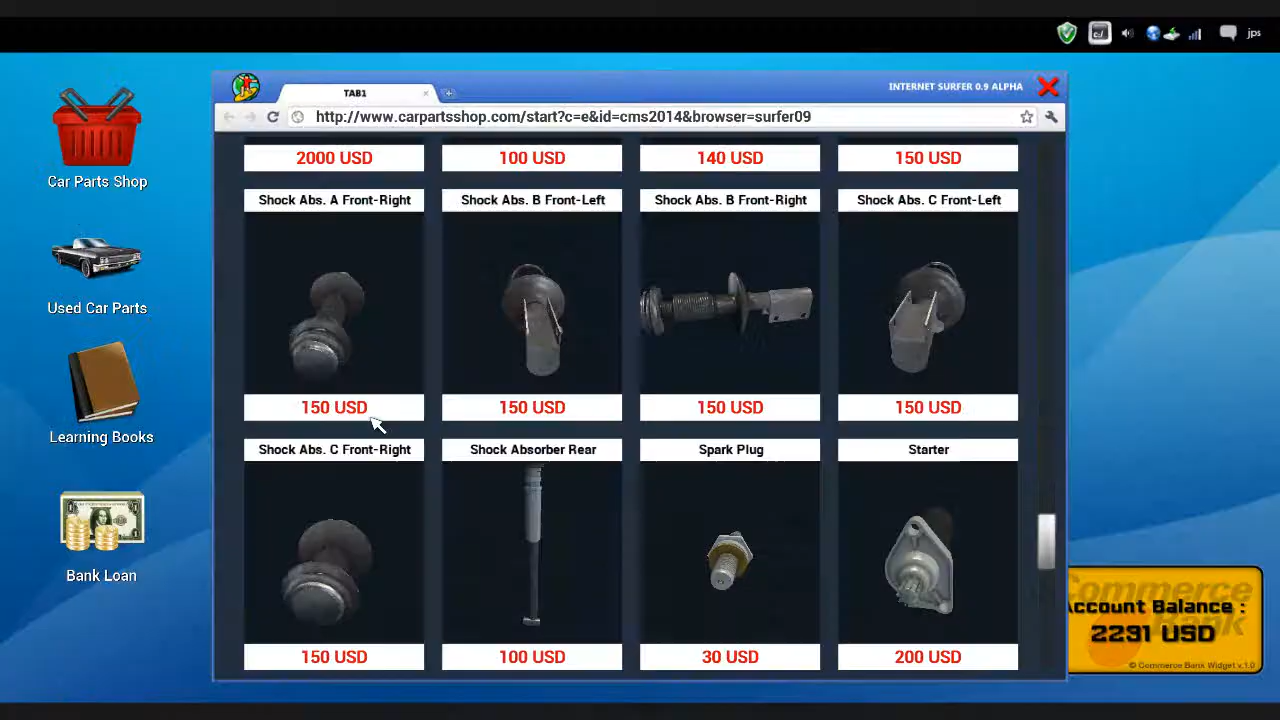 jps
INTERNET SURFER 0.9 ALPHA
TAB1
http://www.carpartsshop.com/start?c=e&id=cms2014&browser=surfer09
2000 USD
100 USD
140 USD
150 USD
Shock Abs. A Front-Right
Shock Abs. B Front-Left
Shock Abs. B Front-Right
Shock Abs. C Front-Left
150 USD
150 USD
150 USD
150 USD
Shock Abs. C Front-Right
Shock Absorber Rear
Spark Plug
Starter
150 USD
100 USD
30 USD
200 USD
Car Parts Shop
Used Car Parts
Learning Books
Bank Loan
Commerce
Bank
Account Balance :
2231 USD
© Commerce Bank Widget v.1.0